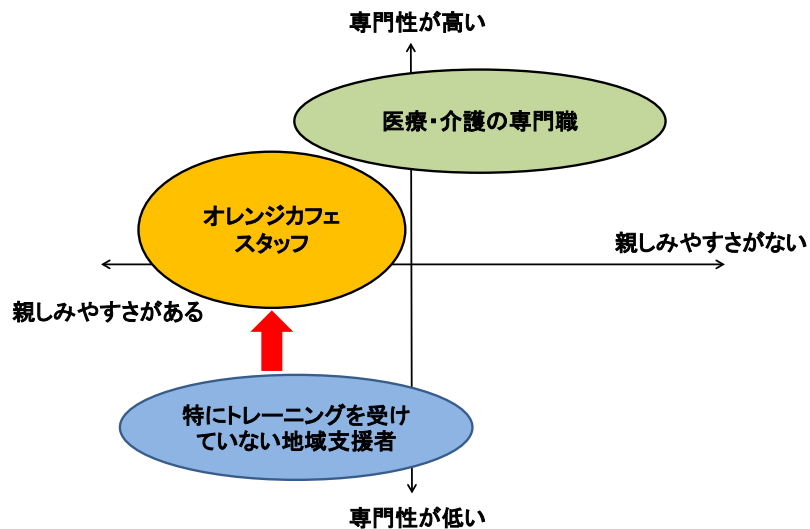 専門性が高い
医療・介護の専門職
オレンジカフェ
スタッフ
親しみやすさがない
親しみやすさがある
特にトレーニングを受け
ていない地域支援者
専門性が低い